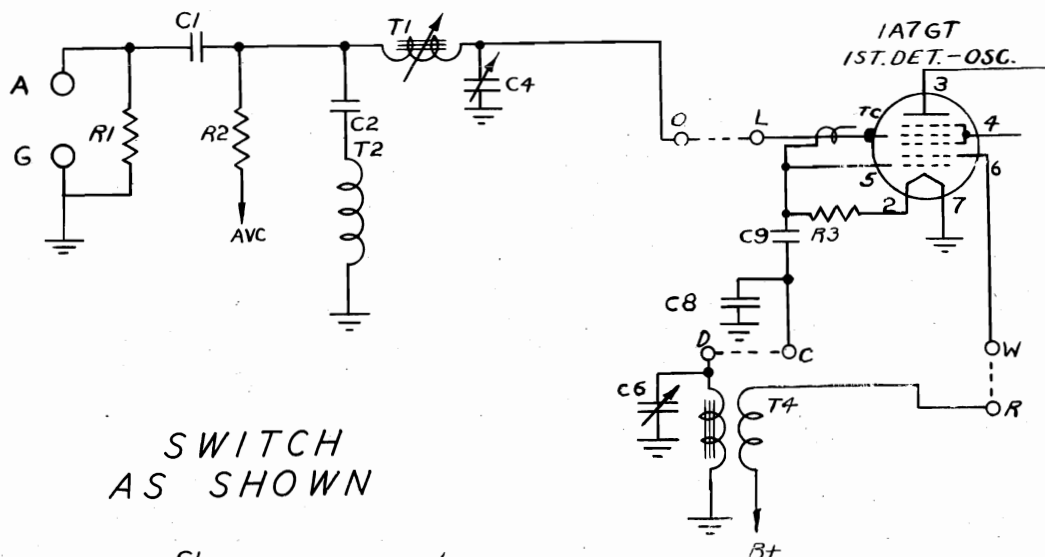 C1
T1
1A7GT
1ST. DET.-OSC.
3
A
R1
R2
C2
T2
C4
O
L
TC
4
G
5
6
2
7
AVC
C9
R3
C8
D
C
W
C6
T4
R
SWITCH
AS SHOWN
B+